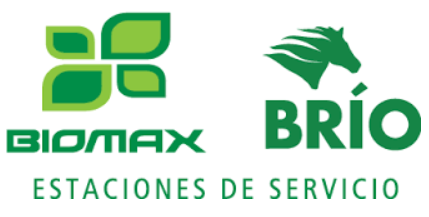 BIOMAX
BRÍO
ESTACIONES DE SERVICIO